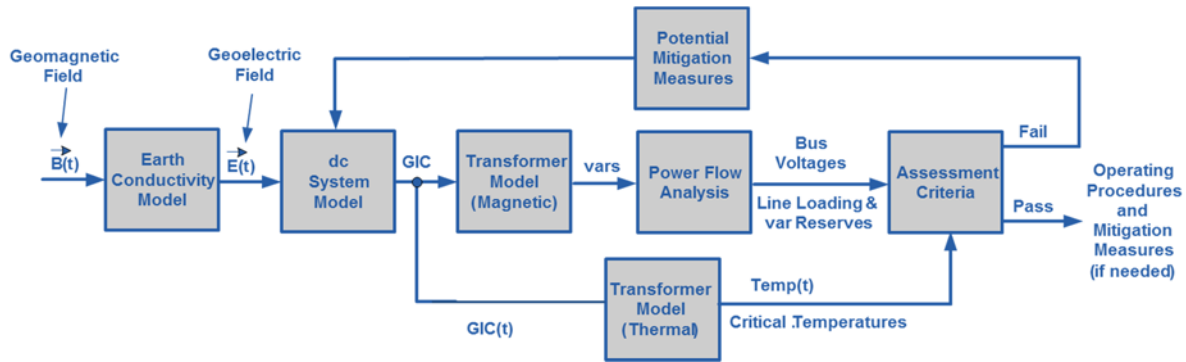 Geomagnetic
Field
Geoelectric
Field
B(t)
Earth
Conductivity
Model
E(t)
dc
System
Model
GIC
Transformer
Model
(Magnetic)
vars
Power Flow
Analysis
Bus
Voltages
Line Loading &
var Reserves
Assessment
Criteria
Fail
Potential
Mitigation
Measures
Pass
Operating
Procedures
and
Mitigation
Measures
(if needed)
GIC(t)
Transformer
Model
(Thermal)
Temp(t)
Critical .Temperatures